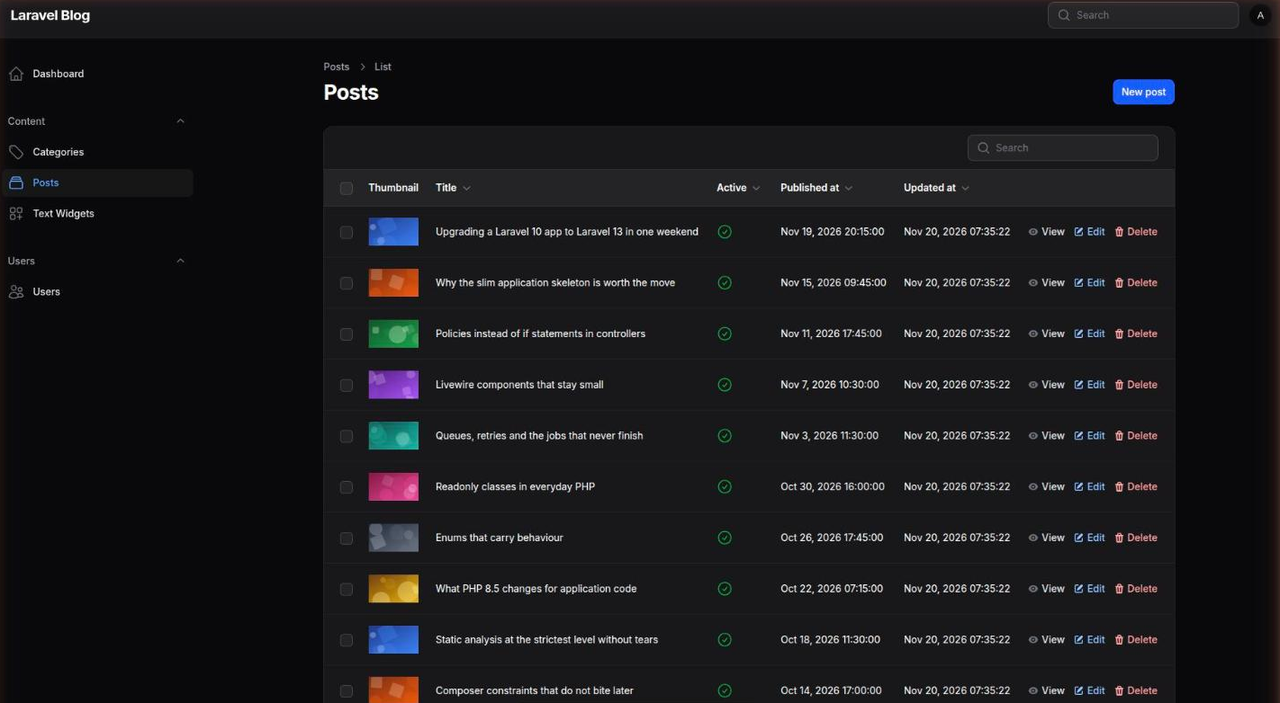 Laravel Blog
Search
A
Dashboard
Content
Categories
Posts
Text Widgets
Users
Users
Posts > List
Posts
New post
Search
Thumbnail Title Active Published at Updated at
Upgrading a Laravel 10 app to Laravel 13 in one weekend Nov 19, 2026 20:15:00 Nov 20, 2026 07:35:22 View Edit Delete
Why the slim application skeleton is worth the move Nov 15, 2026 09:45:00 Nov 20, 2026 07:35:22 View Edit Delete
Policies instead of if statements in controllers Nov 11, 2026 17:45:00 Nov 20, 2026 07:35:22 View Edit Delete
Livewire components that stay small Nov 7, 2026 10:30:00 Nov 20, 2026 07:35:22 View Edit Delete
Queues, retries and the jobs that never finish Nov 3, 2026 11:30:00 Nov 20, 2026 07:35:22 View Edit Delete
Readonly classes in everyday PHP Oct 30, 2026 16:00:00 Nov 20, 2026 07:35:22 View Edit Delete
Enums that carry behaviour Oct 26, 2026 17:45:00 Nov 20, 2026 07:35:22 View Edit Delete
What PHP 8.5 changes for application code Oct 22, 2026 07:15:00 Nov 20, 2026 07:35:22 View Edit Delete
Static analysis at the strictest level without tears Oct 18, 2026 11:30:00 Nov 20, 2026 07:35:22 View Edit Delete
Composer constraints that do not bite later Oct 14, 2026 17:00:00 Nov 20, 2026 07:35:22 View Edit Delete